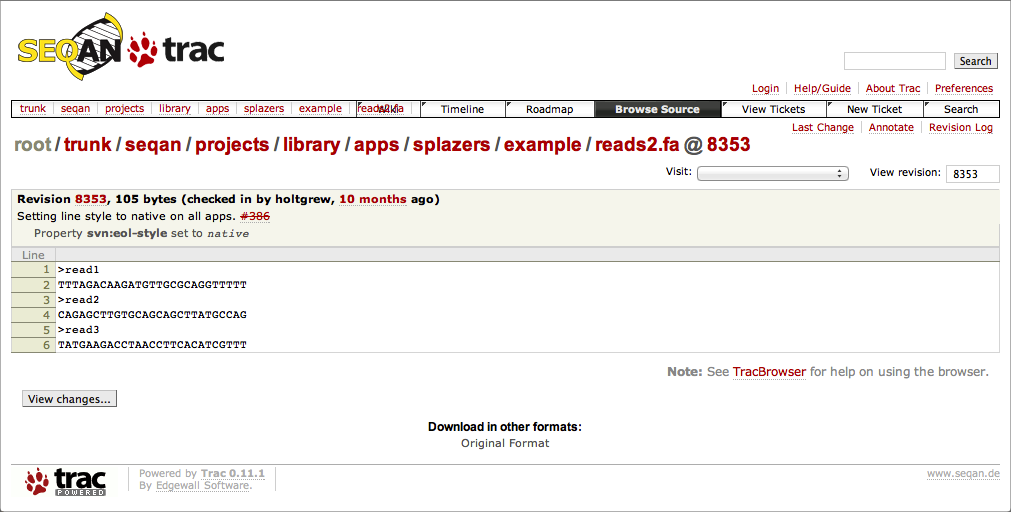 SEQAN trac
Search
Login Help/Guide About Trac Preferences
trunk seqan projects library apps splazers example reads2.fa Wiki Timeline Roadmap Browse Source View Tickets New Ticket Search
Last Change Annotate Revision Log
root/trunk/seqan/projects/library/apps/splazers/example/reads2.fa @ 8353
Visit: View revision: 8353
Revision 8353, 105 bytes (checked in by holtgrew, 10 months ago)
Setting line style to native on all apps. #386
Property svn:eol-style set to native
Line
1 >read1
2 TTTAGACAAGATGTTGCGCAGGTTTTT
3 >read2
4 CAGAGCTTGTGCAGCAGCTTATGCCAG
5 >read3
6 TATGAAGACCTAACCTTCACATCGTTT
Note: See TracBrowser for help on using the browser.
View changes...
Download in other formats:
Original Format
trac POWERED
Powered by Trac 0.11.1
By Edgewall Software.
www.seqan.de